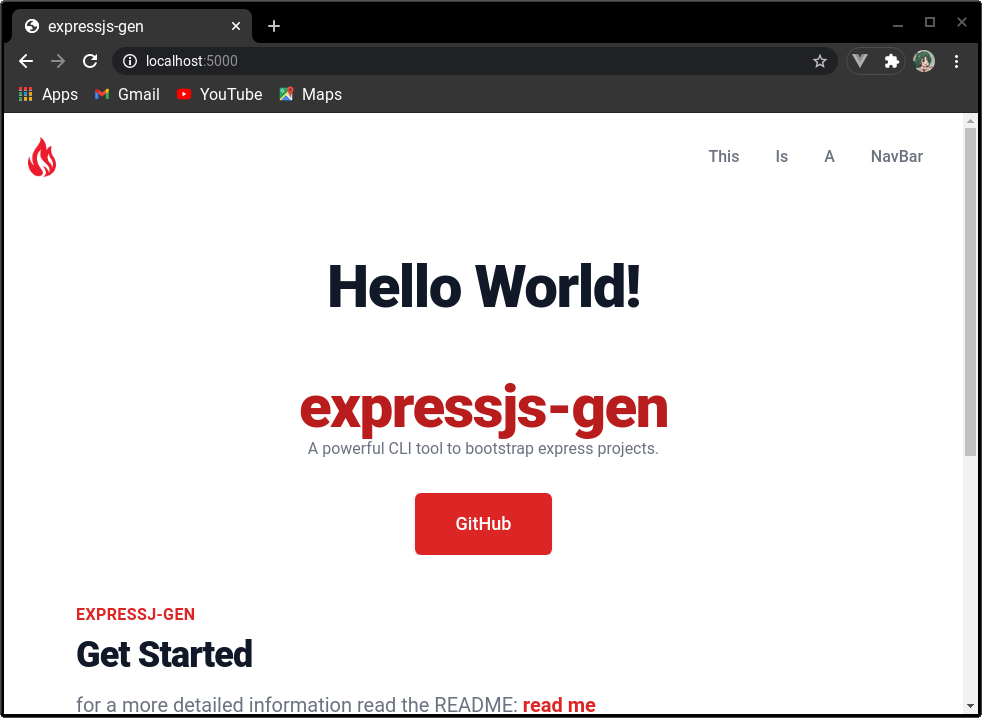 expressjs-gen
localhost:5000
Apps Gmail YouTube Maps
This Is A NavBar
Hello World!
expressjs-gen
A powerful CLI tool to bootstrap express projects.
GitHub
EXPRESSJ-GEN
Get Started
for a more detailed information read the README: read me